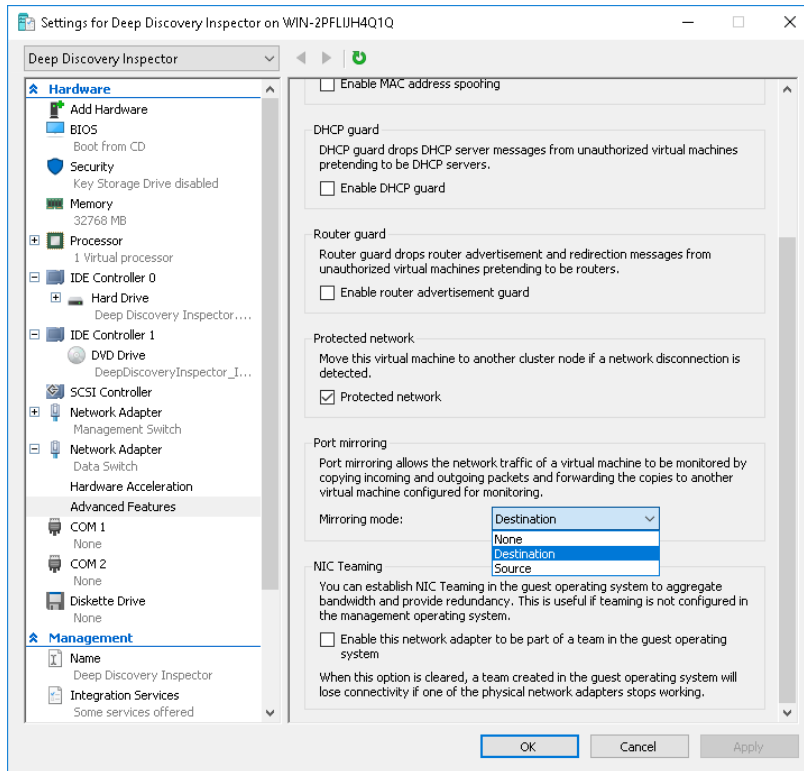 Settings for Deep Discovery Inspector on WIN-2PFLIJH4Q1Q
Deep Discovery Inspector
Hardware
Add Hardware
BIOS
Boot from CD
Security
Key Storage Drive disabled
Memory
32768 MB
Processor
1 Virtual processor
IDE Controller 0
Hard Drive
Deep Discovery Inspector....
IDE Controller 1
DVD Drive
DeepDiscoveryInspector_I...
SCSI Controller
Network Adapter
Management Switch
Network Adapter
Data Switch
Hardware Acceleration
Advanced Features
COM 1
None
COM 2
None
Diskette Drive
None
Management
Name
Deep Discovery Inspector
Integration Services
Some services offered
Enable MAC address spoofing
DHCP guard
DHCP guard drops DHCP server messages from unauthorized virtual machines
pretending to be DHCP servers.
Enable DHCP guard
Router guard
Router guard drops router advertisement and redirection messages from
unauthorized virtual machines pretending to be routers.
Enable router advertisement guard
Protected network
Move this virtual machine to another cluster node if a network disconnection is
detected.
Protected network
Port mirroring
Port mirroring allows the network traffic of a virtual machine to be monitored by
copying incoming and outgoing packets and forwarding the copies to another
virtual machine configured for monitoring.
Mirroring mode: Destination
None
Destination
Source
NIC Teaming
You can establish NIC Teaming in the guest operating system to aggregate
bandwidth and provide redundancy. This is useful if teaming is not configured in
the management operating system.
Enable this network adapter to be part of a team in the guest operating
system
When this option is cleared, a team created in the guest operating system will
lose connectivity if one of the physical network adapters stops working.
OK Cancel Apply